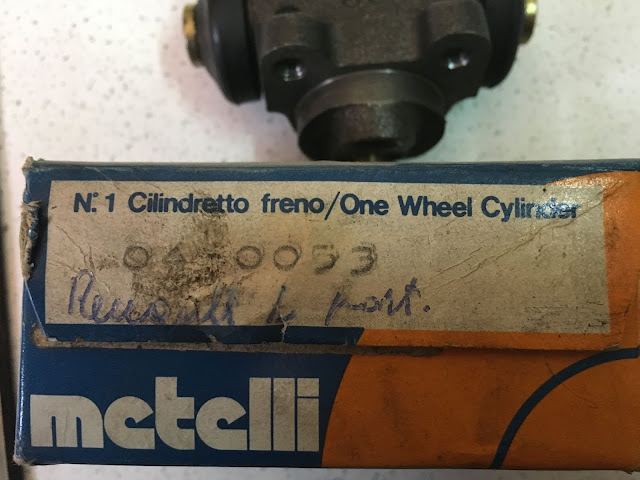 N.º 1 Cilindretto freno/One Wheel Cylinder
04-0053
Renault 4 post.
metelli